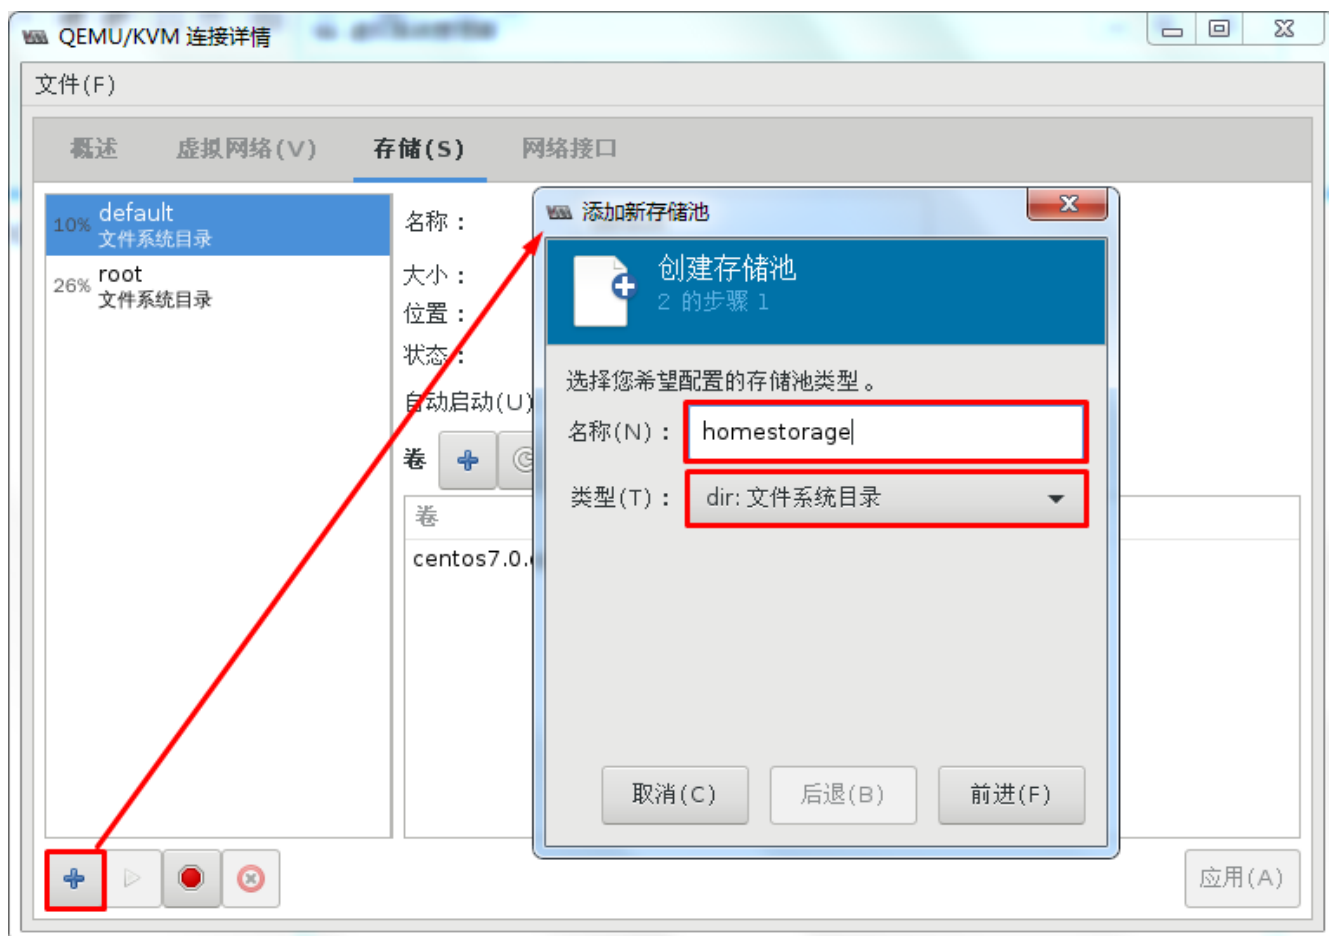 QEMU/KVM 连接详情
文件(F)
概述 虚拟网络(V) 存储(S) 网络接口
10% default
文件系统目录
26% root
文件系统目录
名称：
大小：
位置：
状态：
自动启动(U)
卷
卷
centos7.0.
添加新存储池
创建存储池
2 的步骤 1
选择您希望配置的存储池类型。
名称(N)： homestorage
类型(T)： dir: 文件系统目录
取消(C) 后退(B) 前进(F)
应用(A)